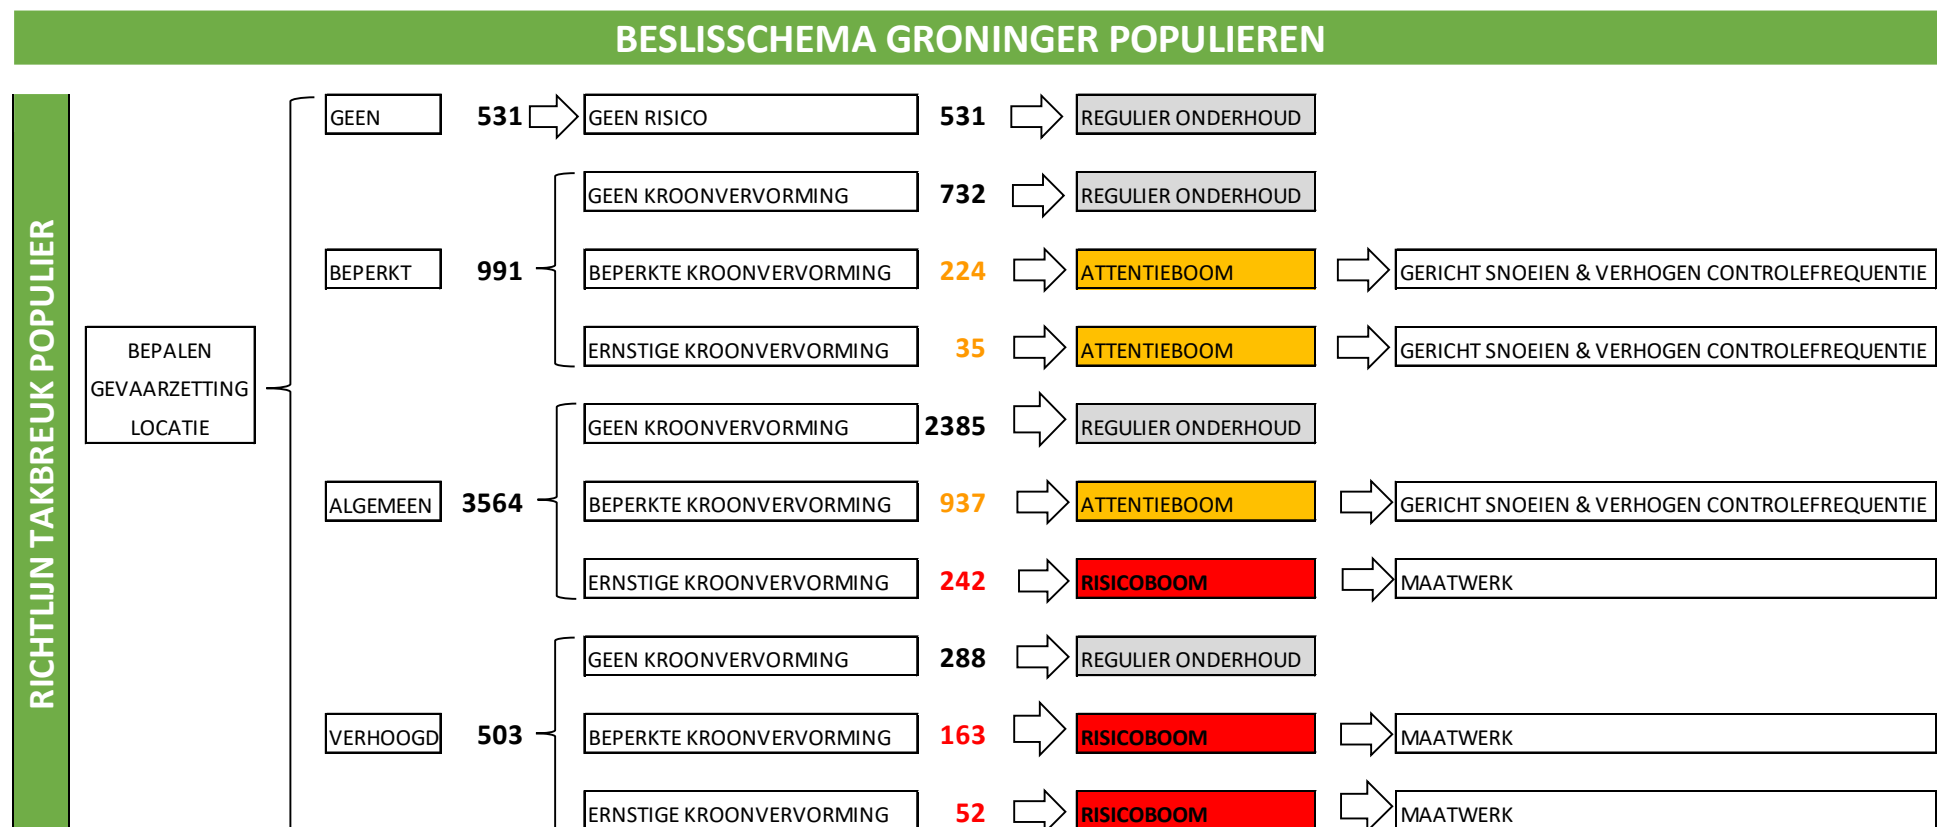 BESLISSCHEMA GRONINGER POPULIEREN
RICHTLIJN TAKBREUK POPULIER
BEPALEN
GEVAARZETTING
LOCATIE
GEEN 531 GEEN RISICO 531 REGULIER ONDERHOUD
GEEN KROONVERVORMING 732 REGULIER ONDERHOUD
BEPERKT 991 BEPERKTE KROONVERVORMING 224 ATTENTIEBOOM GERICHT SNOEIEN & VERHOGEN CONTROLEFREQUENTIE
ERNSTIGE KROONVERVORMING 35 ATTENTIEBOOM GERICHT SNOEIEN & VERHOGEN CONTROLEFREQUENTIE
GEEN KROONVERVORMING 2385 REGULIER ONDERHOUD
ALGEMEEN 3564 BEPERKTE KROONVERVORMING 937 ATTENTIEBOOM GERICHT SNOEIEN & VERHOGEN CONTROLEFREQUENTIE
ERNSTIGE KROONVERVORMING 242 RISICOBOOM MAATWERK
GEEN KROONVERVORMING 288 REGULIER ONDERHOUD
VERHOOGD 503 BEPERKTE KROONVERVORMING 163 RISICOBOOM MAATWERK
ERNSTIGE KROONVERVORMING 52 RISICOBOOM MAATWERK